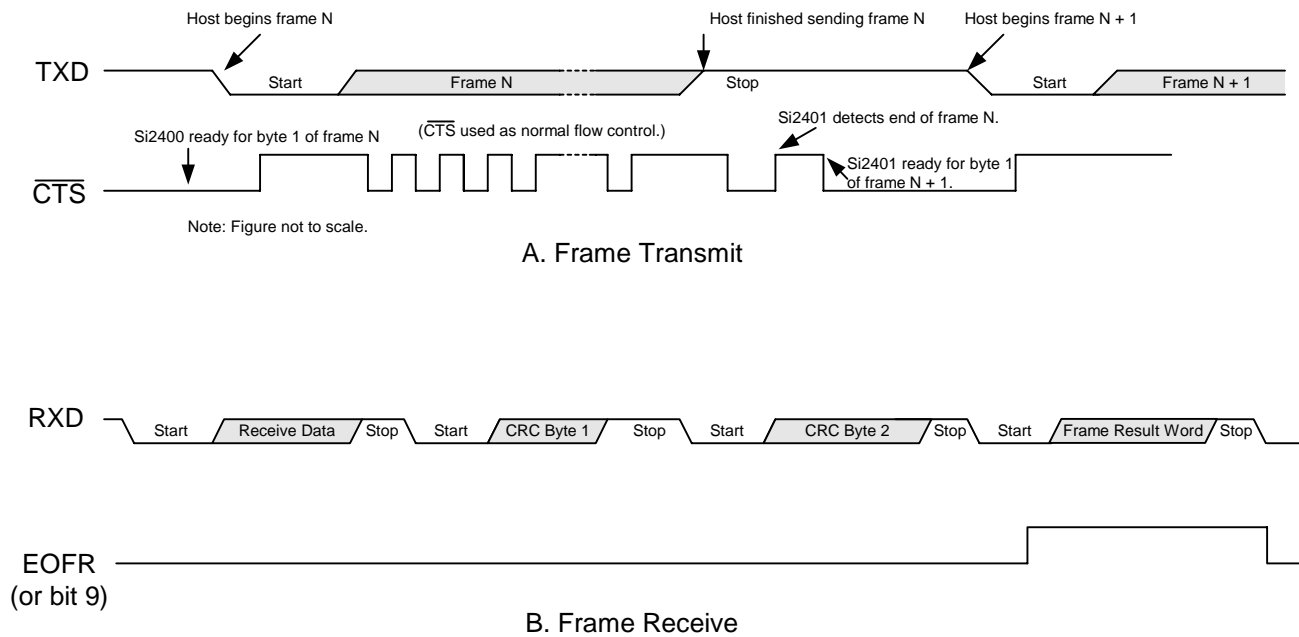 Host begins frame N
Host finished sending frame N
Host begins frame N + 1
TXD
Start
Frame N
Stop
Start
Frame N + 1
Si2400 ready for byte 1 of frame N
(CTS used as normal flow control.)
Si2401 detects end of frame N.
Si2401 ready for byte 1
of frame N + 1.
CTS
Note: Figure not to scale.
A. Frame Transmit
RXD
Start
Receive Data
Stop
Start
CRC Byte 1
Stop
Start
CRC Byte 2
Stop
Start
Frame Result Word
Stop
EOFR
(or bit 9)
B. Frame Receive